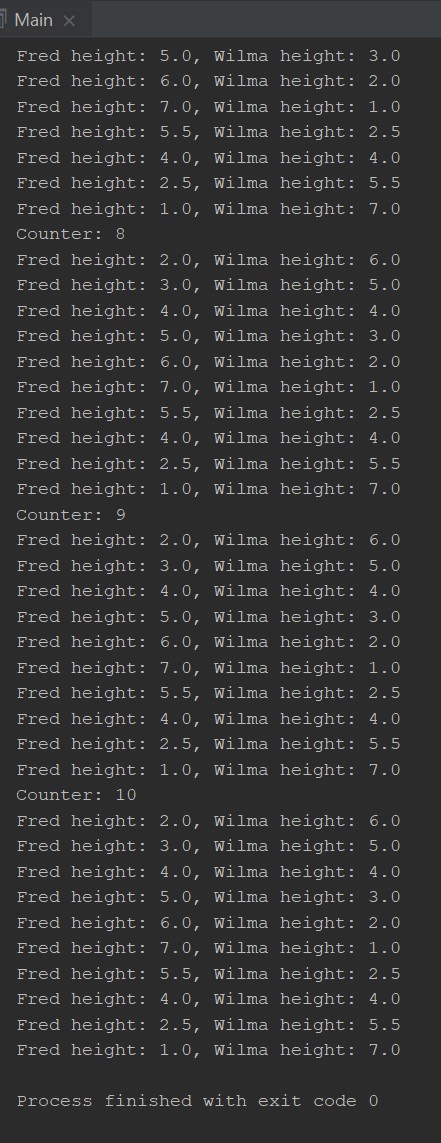 Main
Fred height: 5.0, Wilma height: 3.0
Fred height: 6.0, Wilma height: 2.0
Fred height: 7.0, Wilma height: 1.0
Fred height: 5.5, Wilma height: 2.5
Fred height: 4.0, Wilma height: 4.0
Fred height: 2.5, Wilma height: 5.5
Fred height: 1.0, Wilma height: 7.0
Counter: 8
Fred height: 2.0, Wilma height: 6.0
Fred height: 3.0, Wilma height: 5.0
Fred height: 4.0, Wilma height: 4.0
Fred height: 5.0, Wilma height: 3.0
Fred height: 6.0, Wilma height: 2.0
Fred height: 7.0, Wilma height: 1.0
Fred height: 5.5, Wilma height: 2.5
Fred height: 4.0, Wilma height: 4.0
Fred height: 2.5, Wilma height: 5.5
Fred height: 1.0, Wilma height: 7.0
Counter: 9
Fred height: 2.0, Wilma height: 6.0
Fred height: 3.0, Wilma height: 5.0
Fred height: 4.0, Wilma height: 4.0
Fred height: 5.0, Wilma height: 3.0
Fred height: 6.0, Wilma height: 2.0
Fred height: 7.0, Wilma height: 1.0
Fred height: 5.5, Wilma height: 2.5
Fred height: 4.0, Wilma height: 4.0
Fred height: 2.5, Wilma height: 5.5
Fred height: 1.0, Wilma height: 7.0
Counter: 10
Fred height: 2.0, Wilma height: 6.0
Fred height: 3.0, Wilma height: 5.0
Fred height: 4.0, Wilma height: 4.0
Fred height: 5.0, Wilma height: 3.0
Fred height: 6.0, Wilma height: 2.0
Fred height: 7.0, Wilma height: 1.0
Fred height: 5.5, Wilma height: 2.5
Fred height: 4.0, Wilma height: 4.0
Fred height: 2.5, Wilma height: 5.5
Fred height: 1.0, Wilma height: 7.0
Process finished with exit code 0